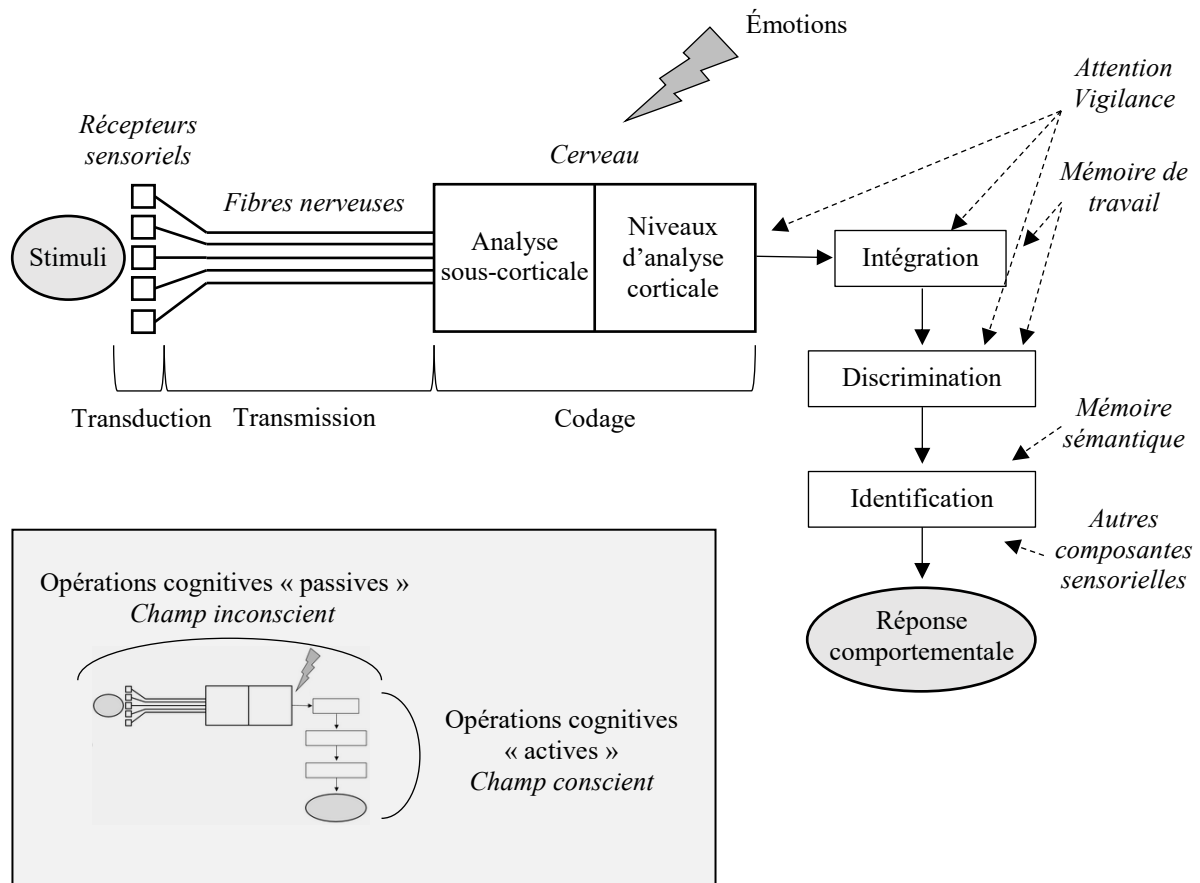 Émotions
Attention
Vigilance
Récepteurs
sensoriels
Cerveau
Mémoire de
travail
Fibres nerveuses
Stimuli
Analyse
sous-corticale
Niveaux
d’analyse
corticale
Intégration
Discrimination
Transduction
Transmission
Codage
Mémoire
sémantique
Identification
Autres
composantes
sensorielles
Réponse
comportementale
Opérations cognitives « passives »
Champ inconscient
Opérations cognitives
« actives »
Champ conscient